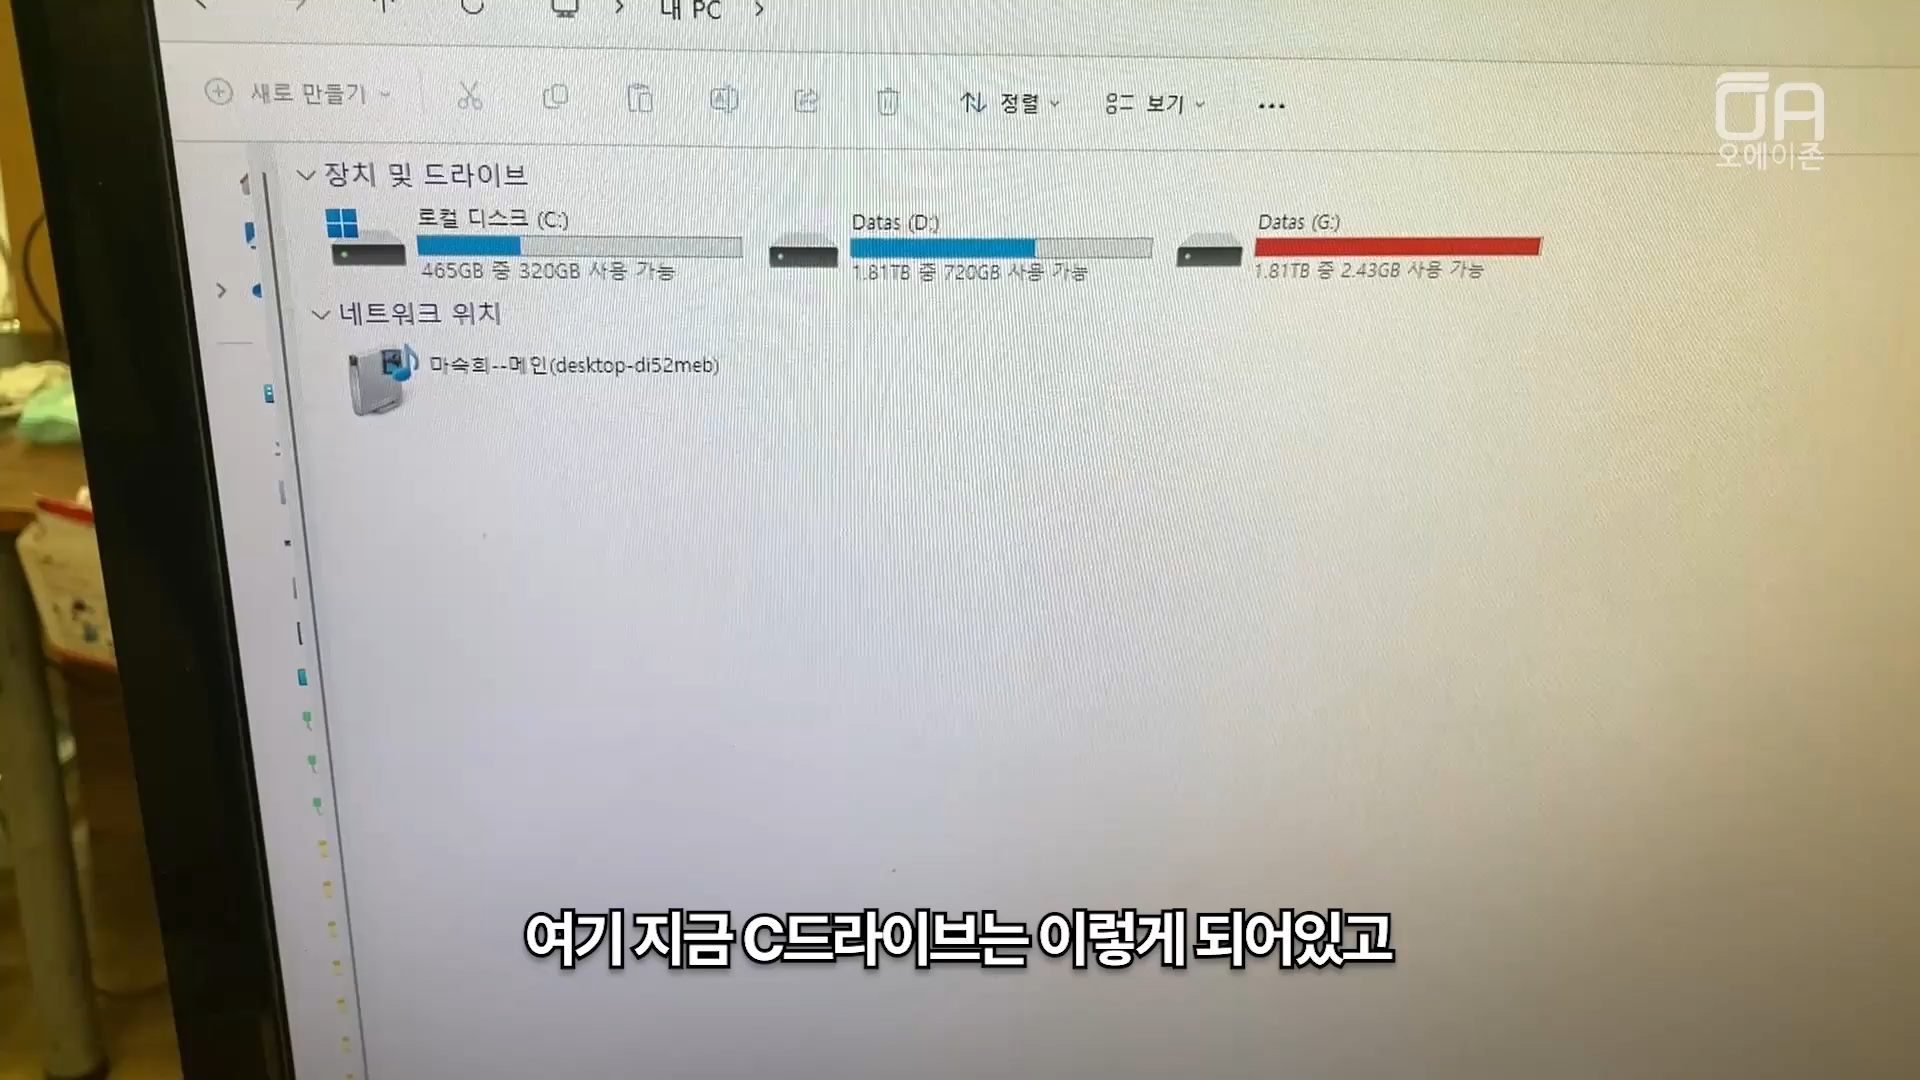 내 PC
새로 만들기
정렬
보기
오에이존
장치 및 드라이브
로컬 디스크 (C:)
465GB 중 320GB 사용 가능
Datas (D:)
1.81TB 중 720GB 사용 가능
Datas (G:)
1.81TB 중 2.43GB 사용 가능
네트워크 위치
마숙희--메인(desktop-di52meb)
여기 지금 C드라이브는 이렇게 되어있고